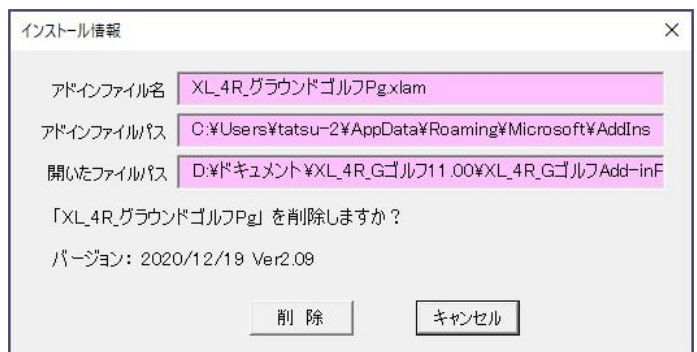 インストール情報
アドインファイル名 XL_4R_グラウンドゴルフPg.xlam
アドインファイルパス C:¥Users¥tatsu-2¥AppData¥Roaming¥Microsoft¥AddIns
開いたファイルパス D:¥ドキュメント¥XL_4R_Gゴルフ11.00¥XL_4R_GゴルフAdd-inF
「XL_4R_グラウンドゴルフPg」を削除しますか？
バージョン： 2020/12/19 Ver2.09
削 除 キャンセル